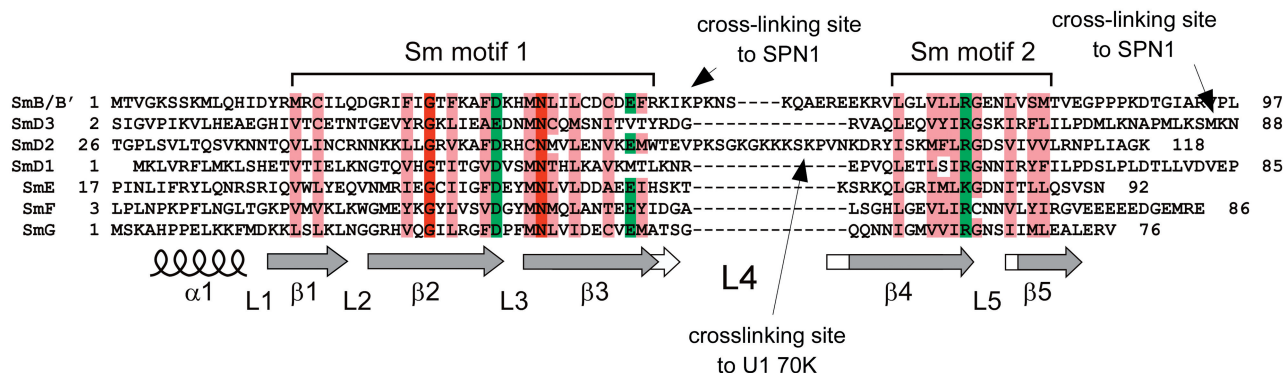 cross-linking site
to SPN1
cross-linking site
to SPN1
Sm motif 1
Sm motif 2
SmB/B' 1 MTVGKSSKMLQHIDYRMRCILQDGRIFIGTFKAFDKHMNLILCDCDEFRKIKPKNS----KQAEREEKRVLGLVLLRGENLVSMTVEGPPPKDTGIARVPL 97
SmD3 2 SIGVPIKVLHEAEGHIVTCETNTGEVYRGKLIEAEDNMNCQMSNITVTYRDG------------RVAQLEQVYIRGSKIRFLILPDMLKNAPMLKSMKN 88
SmD2 26 TGPLSVLTQSVKNNTQVLINCRNNKKLLGRVKAFDRHCNMVLENVKEMWTEVPKSGKGKKKSKPVNKDRYISKMFLRGDSVIVVLRNPLIAGK 118
SmD1 1 MKLVRFLMKLSHETVTIELKNGTQVHGTITGVDVSMNTHLKAVKMTLKNR------------EPVQLETLSIRGNNIRYFILPDSLPLDTLLVDVEP 85
SmE 17 PINLIFRYLQNRSRIQVWLYEQVNMRIEGCIIGFDEYMNLVLDDAEEIHSKT------------KSRKQLGRIMLKGDNITLLQSVSN 92
SmF 3 LPLNPKPFLNGLTGKPVMVKLKWGMEYKGYLVSVDGYMNMQLANTEEYIDGA------------LSGHLGEVLIRCNNVLYIRGVEEEEEDGEMRE 86
SmG 1 MSKAHPPELKKFMDKKLSLKLNGGRHVQGILRGFDPFMNLVIDECVEMATSG------------QQNNIGMVVIRGNSIIMLEALERV 76
α1 L1 β1 L2 β2 L3 β3 L4 β4 L5 β5
crosslinking site
to U1 70K